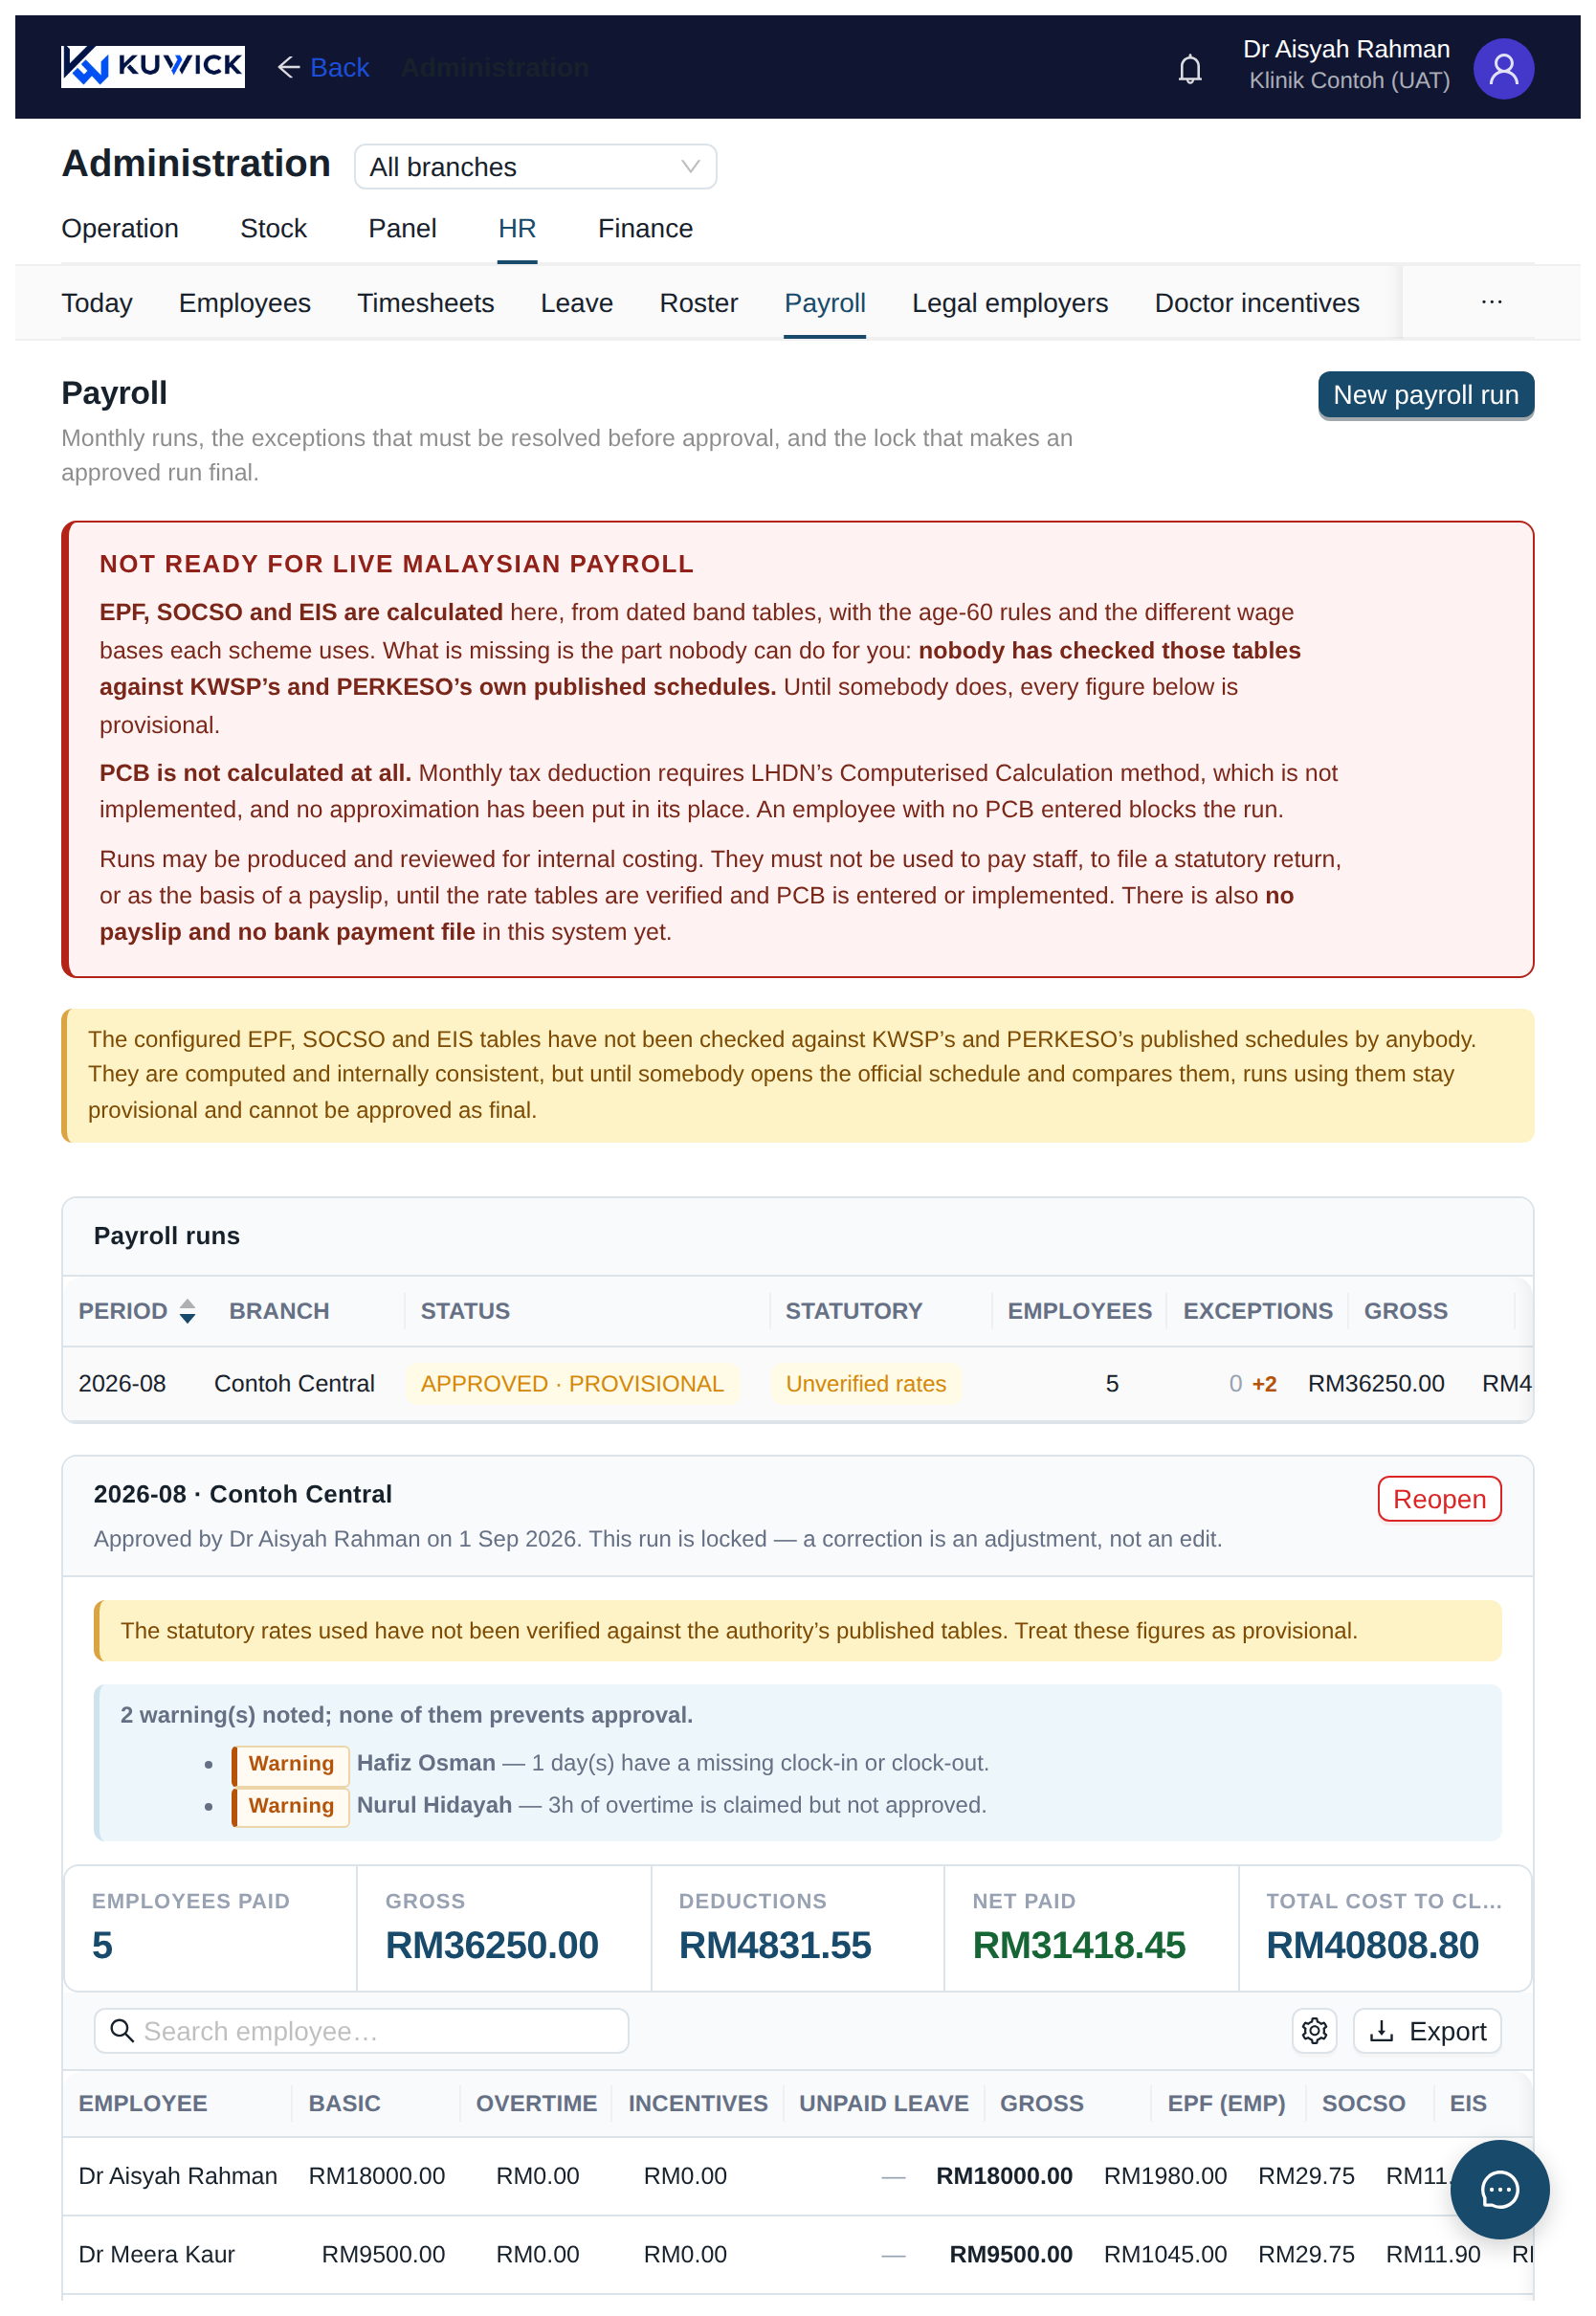 KUWICK
Back
Administration
Dr Aisyah Rahman
Klinik Contoh (UAT)
Administration
All branches
Operation Stock Panel HR Finance
Today Employees Timesheets Leave Roster Payroll Legal employers Doctor incentives ...
Payroll
New payroll run
Monthly runs, the exceptions that must be resolved before approval, and the lock that makes an
approved run final.
NOT READY FOR LIVE MALAYSIAN PAYROLL
EPF, SOCSO and EIS are calculated here, from dated band tables, with the age-60 rules and the different wage
bases each scheme uses. What is missing is the part nobody can do for you: nobody has checked those tables
against KWSP’s and PERKESO’s own published schedules. Until somebody does, every figure below is
provisional.
PCB is not calculated at all. Monthly tax deduction requires LHDN’s Computerised Calculation method, which is not
implemented, and no approximation has been put in its place. An employee with no PCB entered blocks the run.
Runs may be produced and reviewed for internal costing. They must not be used to pay staff, to file a statutory return,
or as the basis of a payslip, until the rate tables are verified and PCB is entered or implemented. There is also no
payslip and no bank payment file in this system yet.
The configured EPF, SOCSO and EIS tables have not been checked against KWSP’s and PERKESO’s published schedules by anybody.
They are computed and internally consistent, but until somebody opens the official schedule and compares them, runs using them stay
provisional and cannot be approved as final.
Payroll runs
PERIOD BRANCH STATUS STATUTORY EMPLOYEES EXCEPTIONS GROSS
2026-08 Contoh Central APPROVED · PROVISIONAL Unverified rates 5 0 +2 RM36250.00 RM4
2026-08 · Contoh Central
Reopen
Approved by Dr Aisyah Rahman on 1 Sep 2026. This run is locked — a correction is an adjustment, not an edit.
The statutory rates used have not been verified against the authority’s published tables. Treat these figures as provisional.
2 warning(s) noted; none of them prevents approval.
Warning Hafiz Osman — 1 day(s) have a missing clock-in or clock-out.
Warning Nurul Hidayah — 3h of overtime is claimed but not approved.
EMPLOYEES PAID GROSS DEDUCTIONS NET PAID TOTAL COST TO CL...
5 RM36250.00 RM4831.55 RM31418.45 RM40808.80
Search employee…
Export
EMPLOYEE BASIC OVERTIME INCENTIVES UNPAID LEAVE GROSS EPF (EMP) SOCSO EIS
Dr Aisyah Rahman RM18000.00 RM0.00 RM0.00 — RM18000.00 RM1980.00 RM29.75 RM11.
Dr Meera Kaur RM9500.00 RM0.00 RM0.00 — RM9500.00 RM1045.00 RM29.75 RM11.90